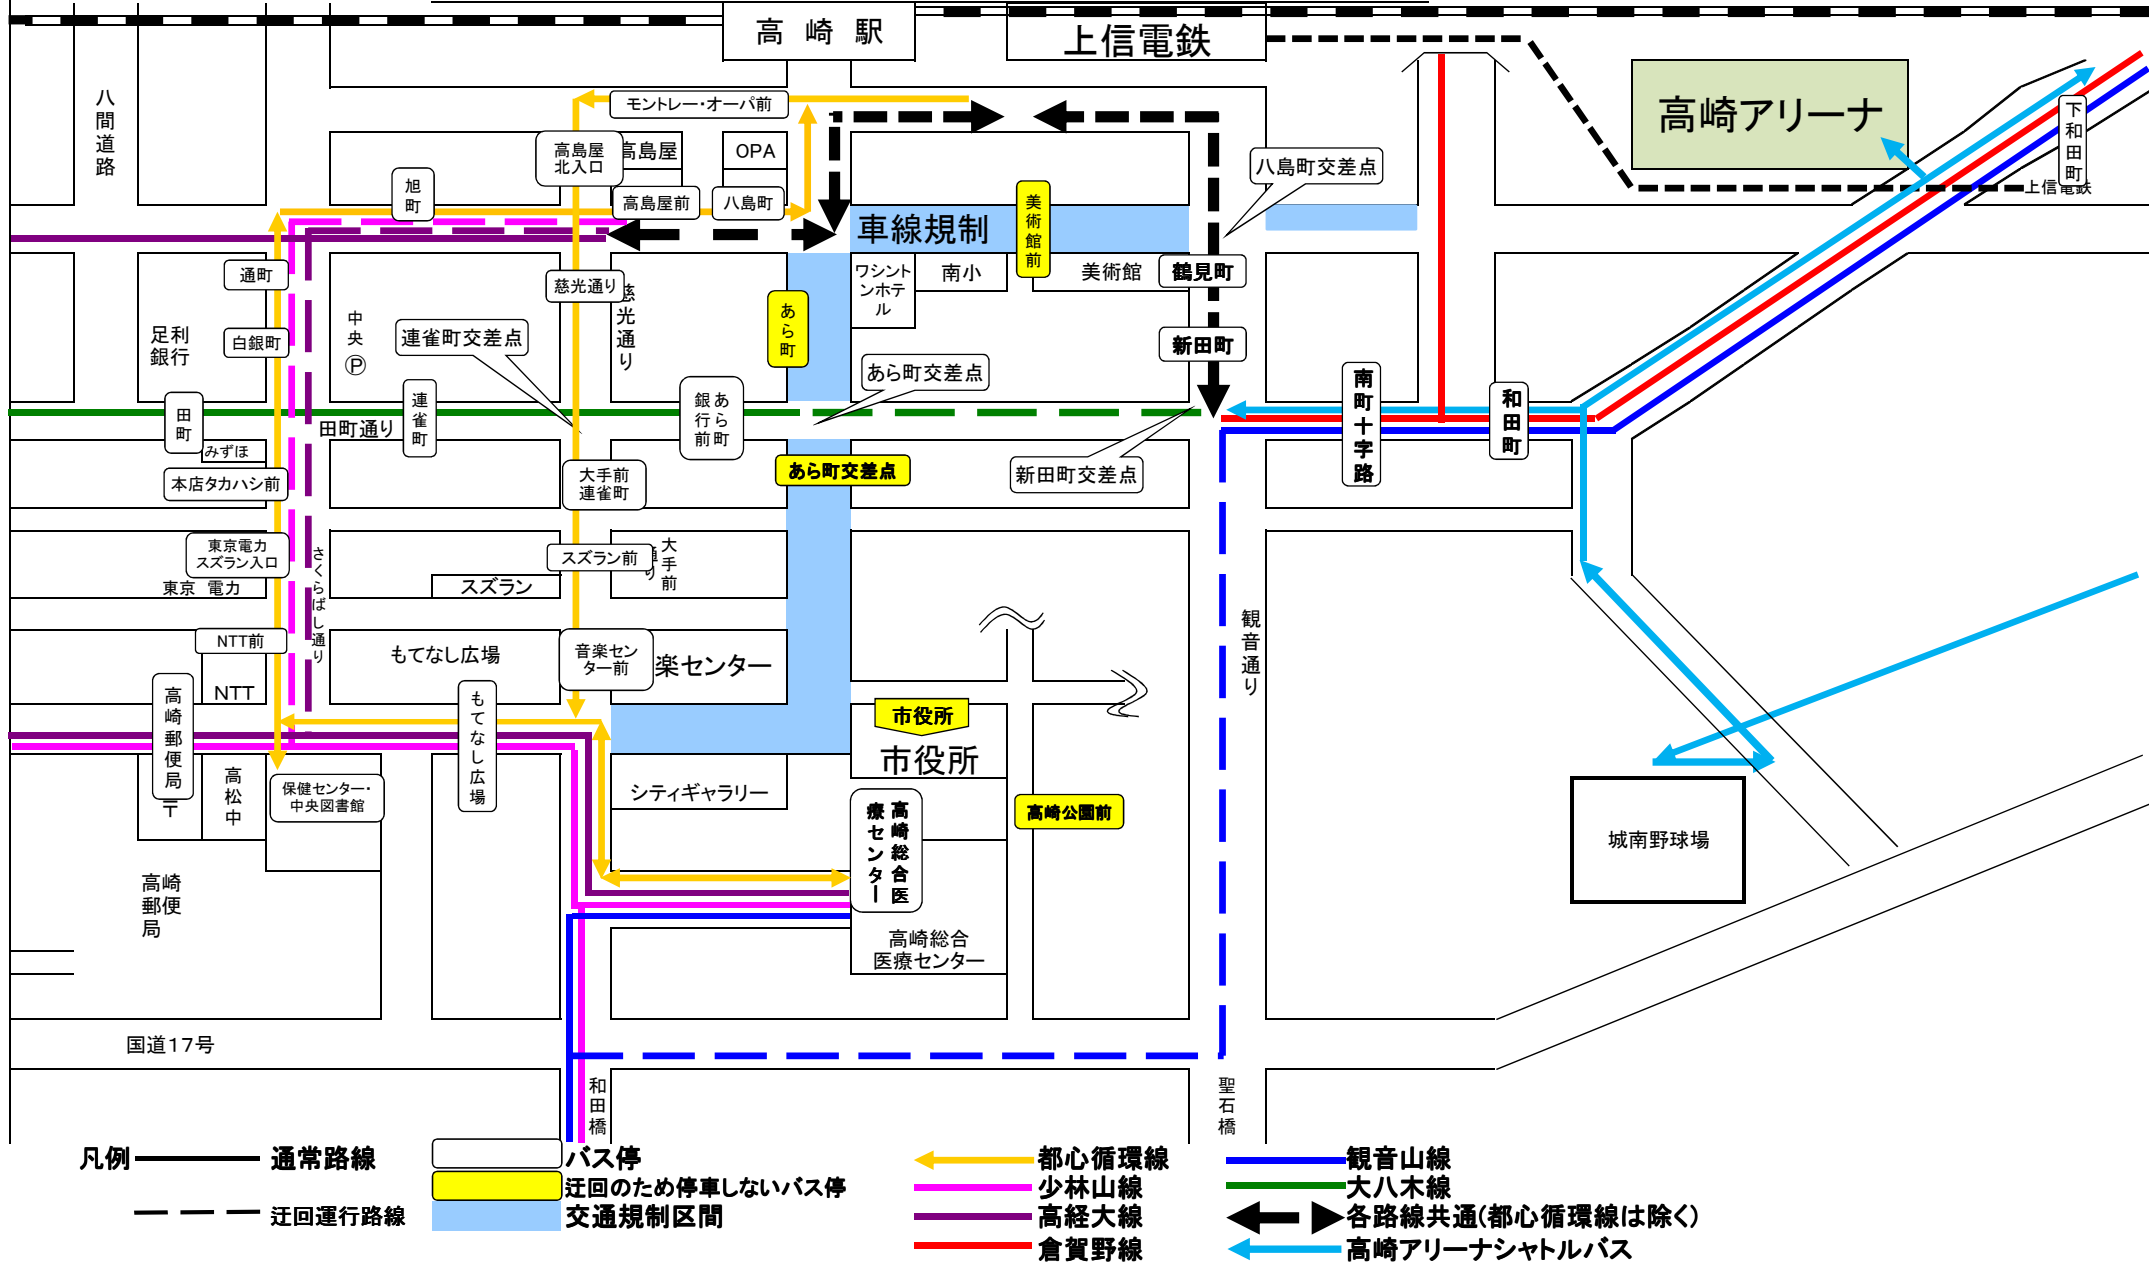 高 崎 駅
上信電鉄
八間道路
モントレー・オーパ前
高崎アリーナ
下和田町
上信電鉄
高島屋北入口
高島屋
OPA
八島町交差点
旭町
高島屋前
八島町
車線規制
美術館前
通町
慈光通り
慈光通り
ワシントンホテル
南小
美術館
鶴見町
あら町
中央
Ⓟ
足利銀行
白銀町
連雀町交差点
あら町交差点
新田町
南町十字路
和田町
田町
田町通り
連雀町
あら町銀行前
みずほ
本店タカハシ前
大手前連雀町
あら町交差点
新田町交差点
東京電力スズラン入口
東京 電力
さくらばし通り
スズラン前
大手前
通り
スズラン
NTT前
NTT
もてなし広場
音楽センター前
楽センター
観音通り
高崎郵便局
もてなし広場
市役所
市役所
〒
高松中
保健センター・中央図書館
シティギャラリー
高崎総合医療センター
高崎公園前
城南野球場
高崎郵便局
高崎総合医療センター
国道17号
和田橋
聖石橋
凡例
通常路線
迂回運行路線
バス停
迂回のため停車しないバス停
交通規制区間
都心循環線
少林山線
高経大線
倉賀野線
観音山線
大八木線
各路線共通(都心循環線は除く)
高崎アリーナシャトルバス